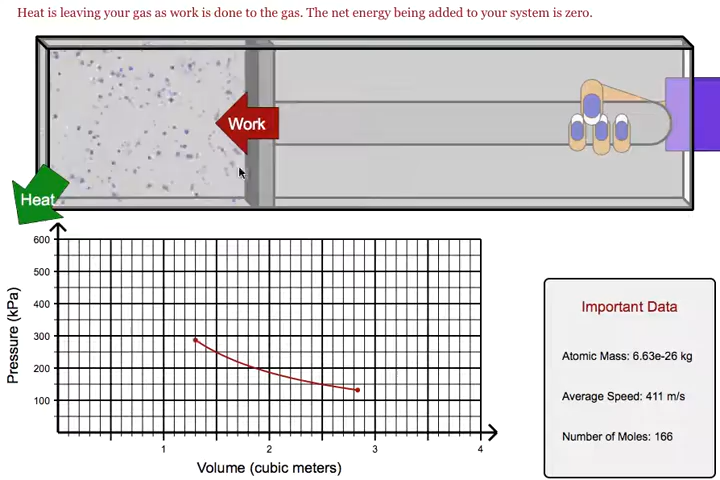 Heat is leaving your gas as work is done to the gas. The net energy being added to your system is zero.
Work
Heat
600
500
400
300
200
100
Pressure (kPa)
1
2
3
4
Volume (cubic meters)
Important Data
Atomic Mass: 6.63e-26 kg
Average Speed: 411 m/s
Number of Moles: 166